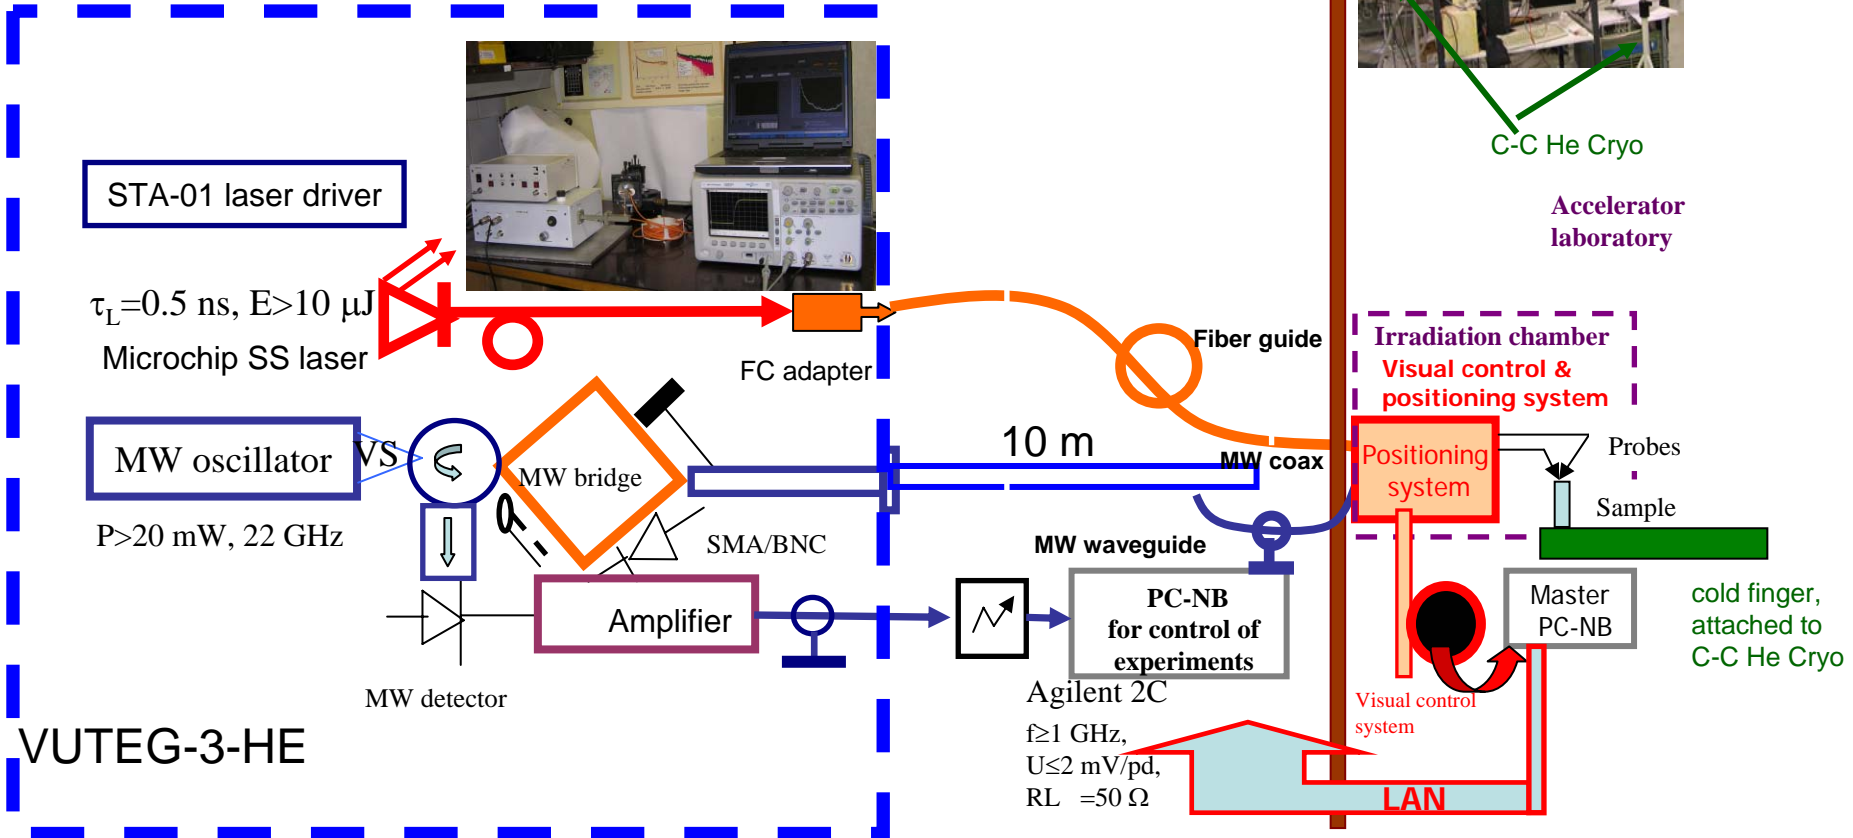 C-C He Cryo
Accelerator
laboratory
STA-01 laser driver
τL=0.5 ns, E>10 μJ
Microchip SS laser
FC adapter
Fiber guide
Irradiation chamber
Visual control &
positioning system
MW oscillator
VS
MW bridge
10 m
MW coax
Positioning
system
Probes
Sample
P>20 mW, 22 GHz
SMA/BNC
MW waveguide
Amplifier
PC-NB
for control of
experiments
Master
PC-NB
cold finger,
attached to
C-C He Cryo
MW detector
Agilent 2C
f≥1 GHz,
U≤2 mV/pd,
RL =50 Ω
Visual control
system
VUTEG-3-HE
LAN